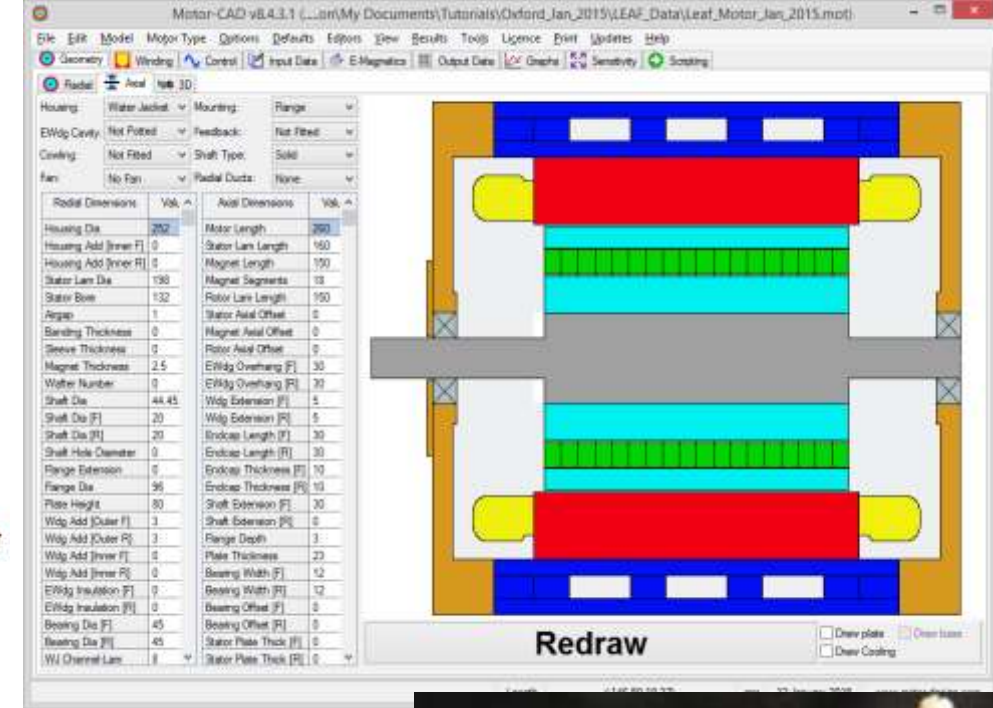 Motor-CAD v8.4.3.1 (....on\My Documents\Tutorials\Oxford_Jan_2015\LEAF_Data\Leaf_Motor_Jan_2015.mot)
File Edit Model Motor Type Options Defaults Editors View Results Tools Licence Print Updates Help
Geometry Winding Control Input Data E-Magnetics Output Data Graphs Sensitivity Scripting
Radial Axial 3D
Housing: Water Jacket Mounting: Flange
EWdg Cavity: Not Potted Feedback: Not Fitted
Cowling: Not Fitted Shaft Type: Solid
Fan: No Fan Radial Ducts: None
Radial Dimensions Axial Dimensions
Housing Dia 252 Motor Length 260
Housing Add [Inner F] 0 Stator Lam Length 160
Housing Add [Inner R] 0 Magnet Length 150
Stator Lam Dia 198 Magnet Segments 18
Stator Bore 132 Rotor Lam Length 150
Airgap 1 Stator Axial Offset 0
Banding Thickness 0 Magnet Axial Offset 0
Sleeve Thickness 0 Rotor Axial Offset 0
Magnet Thickness 2.5 EWdg Overhang [F] 30
Wafter Number 0 EWdg Overhang [R] 30
Shaft Dia 44.45 Wdg Extension [F] 5
Shaft Dia [F] 20 Wdg Extension [R] 5
Shaft Dia [R] 20 Endcap Length [F] 30
Shaft Hole Diameter 0 Endcap Length [R] 30
Flange Extension 0 Endcap Thickness [F] 10
Flange Dia 96 Endcap Thickness [R] 10
Plate Height 80 Shaft Extension [F] 30
Wdg Add [Outer F] 3 Shaft Extension [R] 0
Wdg Add [Outer R] 3 Flange Depth 3
Wdg Add [Inner F] 0 Plate Thickness 23
Wdg Add [Inner R] 0 Bearing Width [F] 12
EWdg Insulation [F] 0 Bearing Width [R] 12
EWdg Insulation [R] 0 Bearing Offset [F] 0
Bearing Dia [F] 45 Bearing Offset [R] 0
Bearing Dia [R] 45 Stator Plate Thick [F] 0
WJ Channel-Lam 8 Stator Plate Thick [R] 0
Redraw
Draw plate Draw base
Draw Cooling